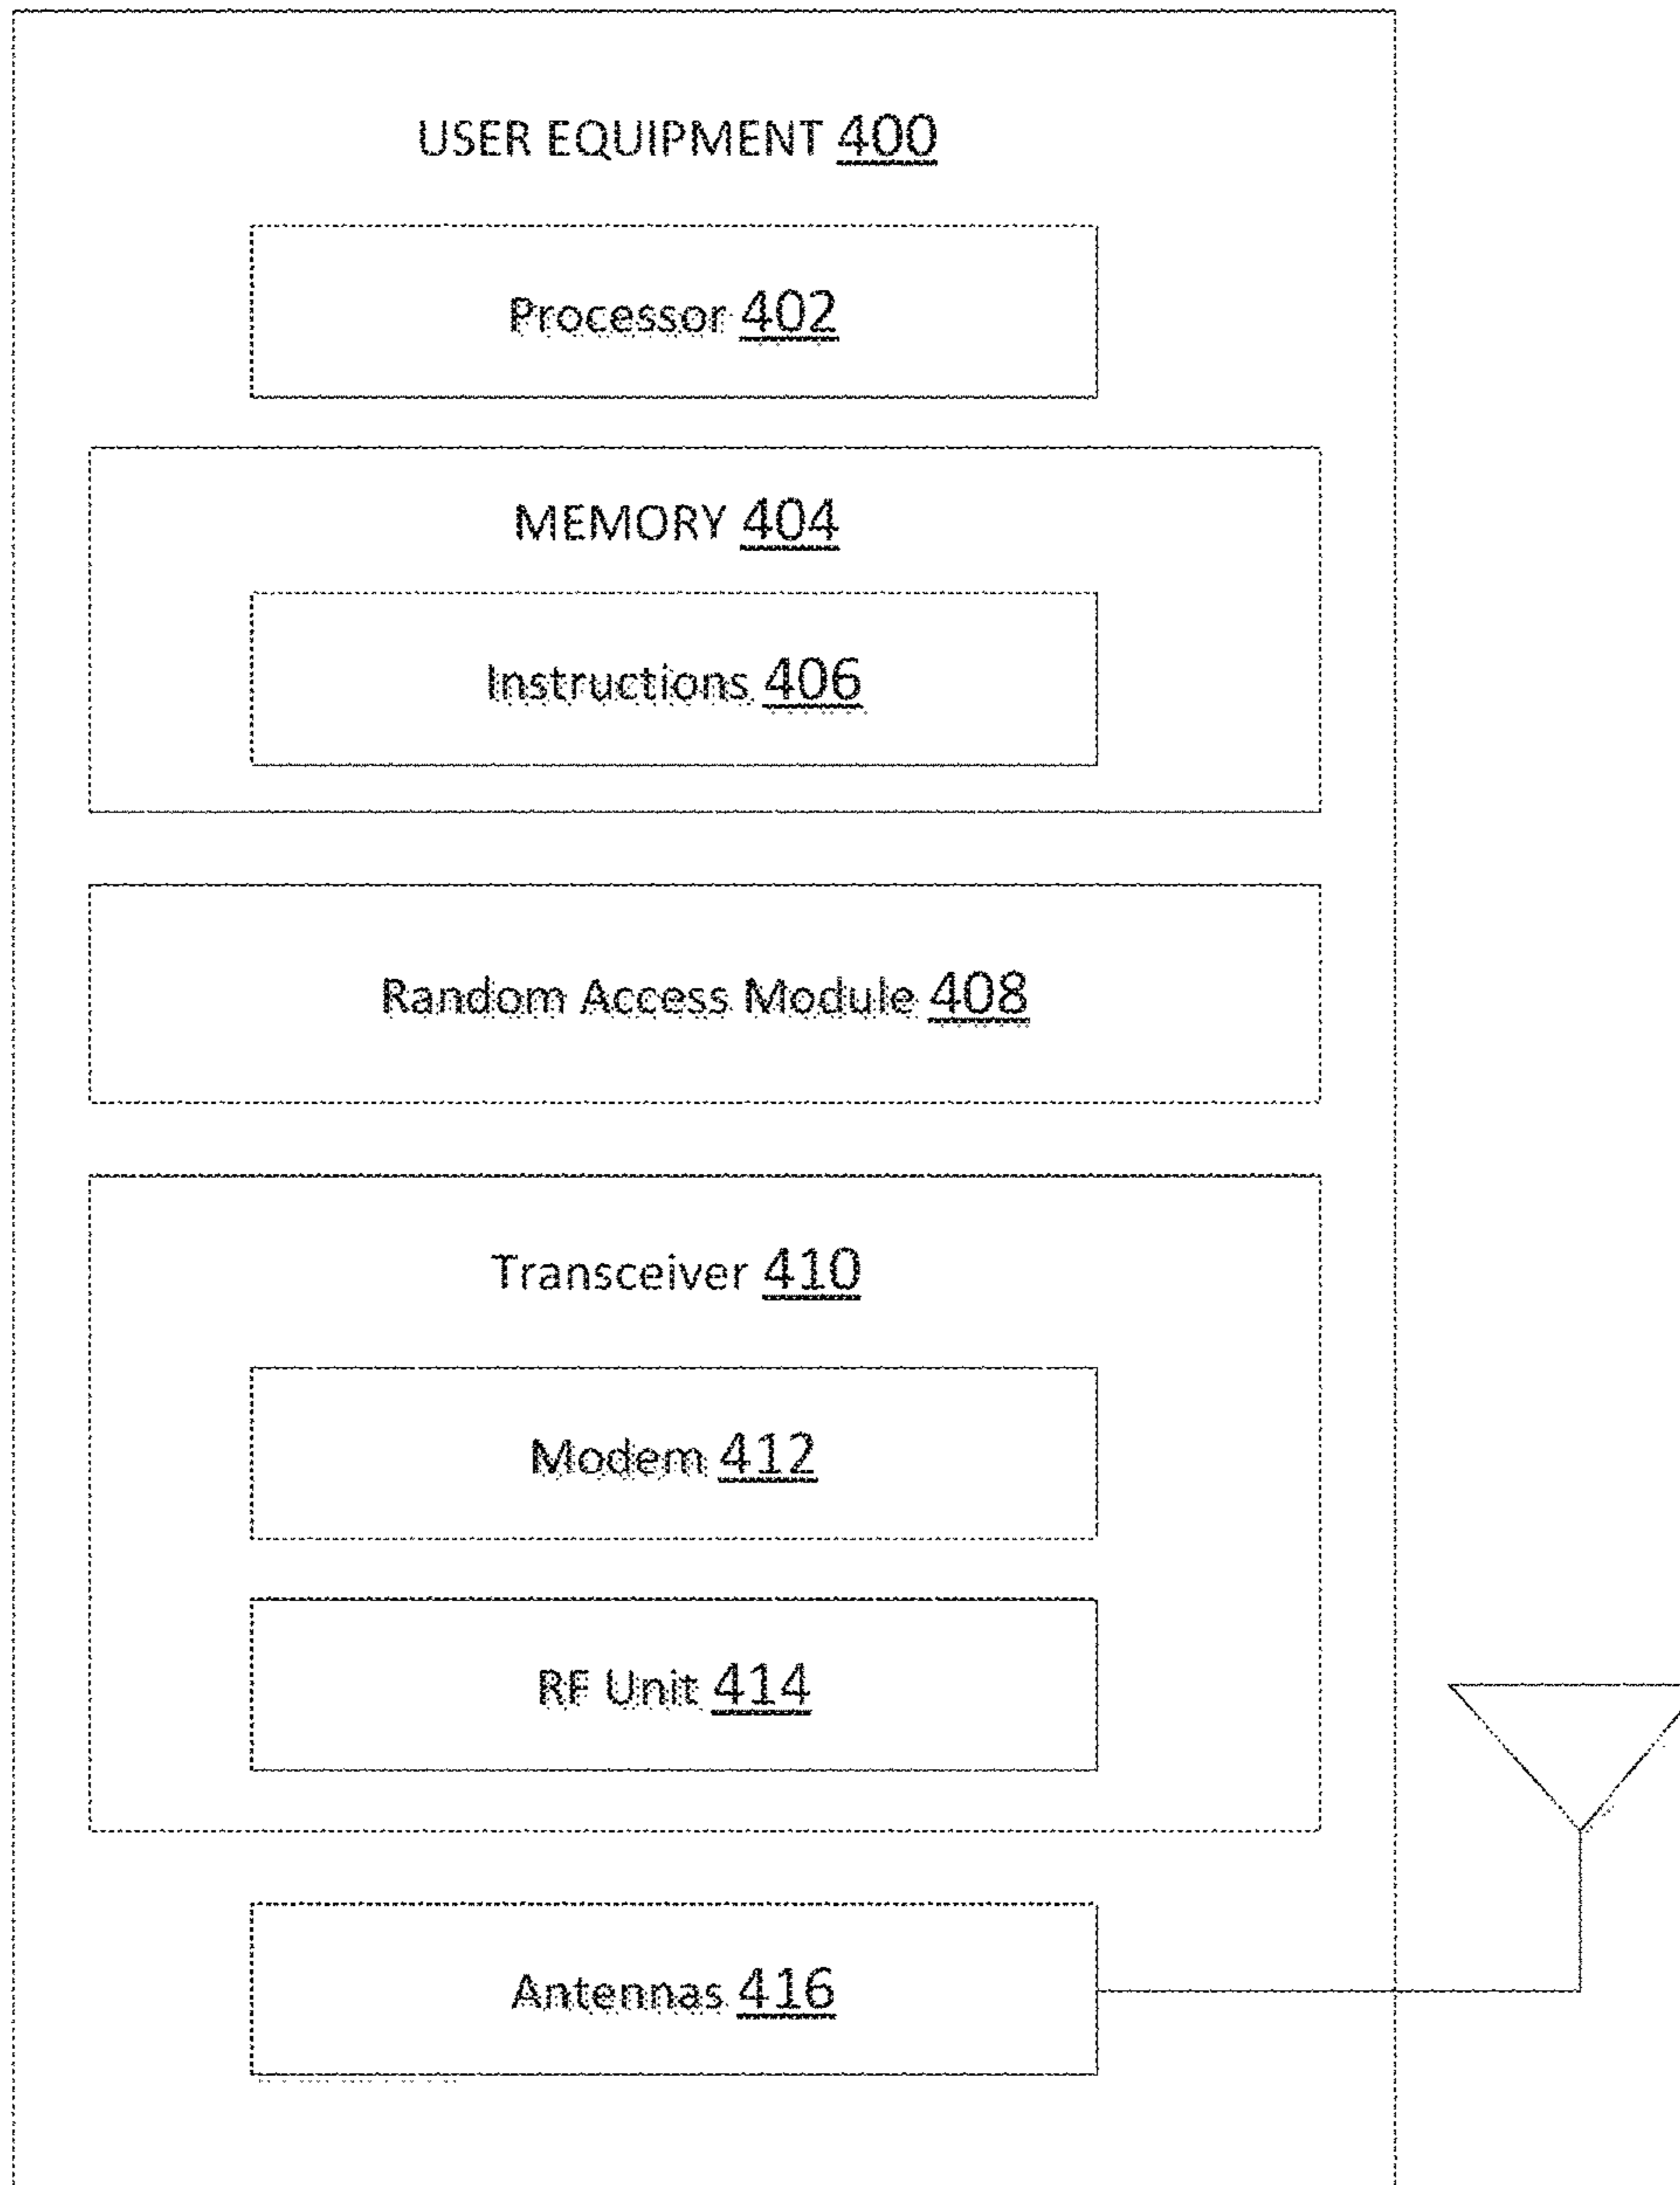 USER EQUIPMENT 400
Processor 402
MEMORY 404
Instructions 406
Random Access Module 408
Transceiver 410
Modem 412
RF Unit 414
Antennas 416